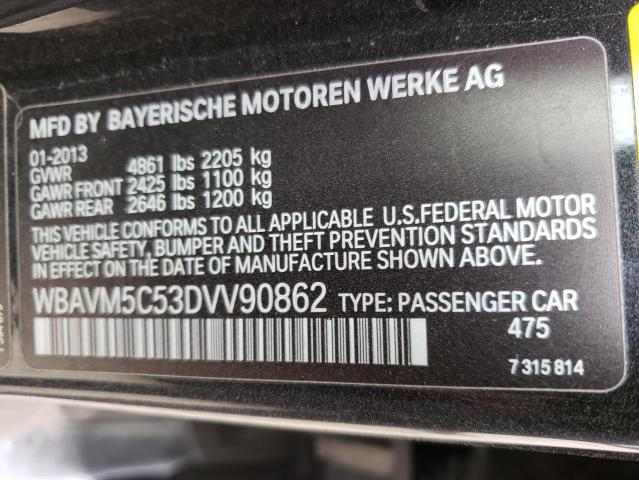 MFD BY BAYERISCHE MOTOREN WERKE AG
01-2013
GVWR 4861 lbs 2205 kg
GAWR FRONT 2425 lbs 1100 kg
GAWR REAR 2646 lbs 1200 kg
THIS VEHICLE CONFORMS TO ALL APPLICABLE U.S.FEDERAL MOTOR
VEHICLE SAFETY, BUMPER AND THEFT PREVENTION STANDARDS
IN EFFECT ON THE DATE OF MANUFACTURE SHOWN ABOVE.
WBAVM5C53DVV90862 TYPE: PASSENGER CAR
475
7 315 814